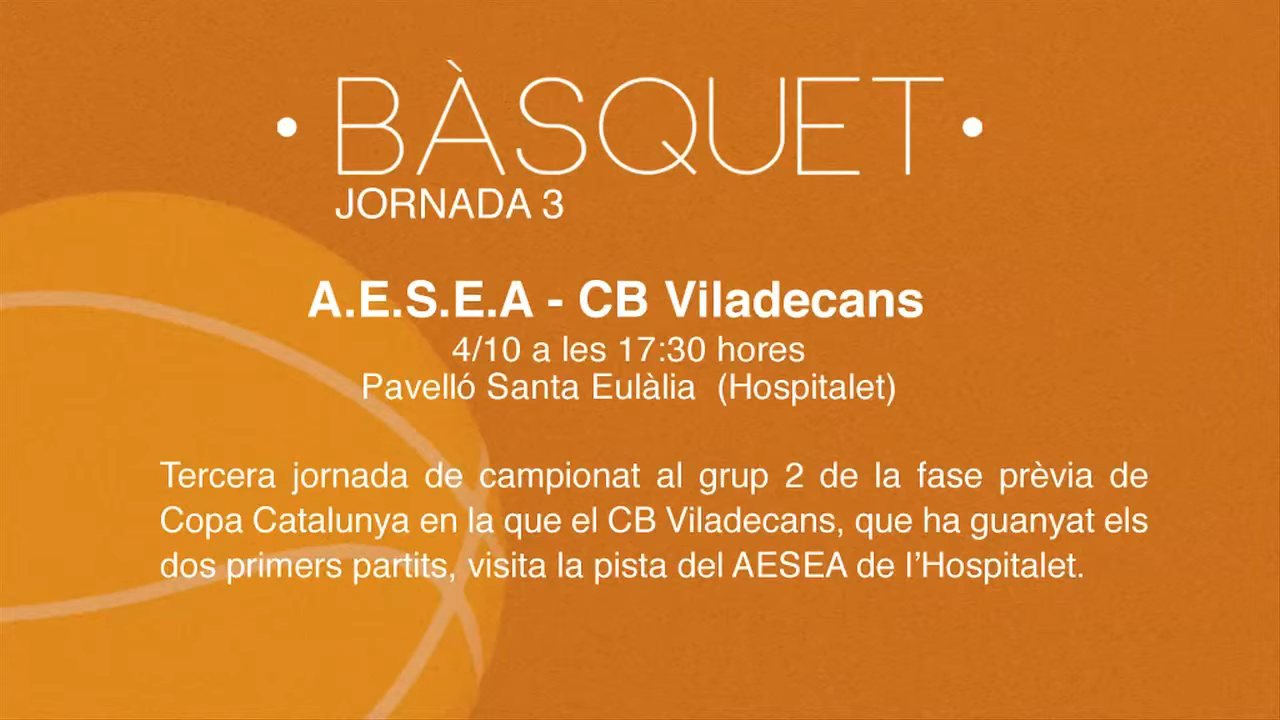 • BÀSQUET •
JORNADA 3
A.E.S.E.A - CB Viladecans
4/10 a les 17:30 hores
Pavelló Santa Eulàlia (Hospitalet)
Tercera jornada de campionat al grup 2 de la fase prèvia de
Copa Catalunya en la que el CB Viladecans, que ha guanyat els
dos primers partits, visita la pista del AESEA de l’Hospitalet.